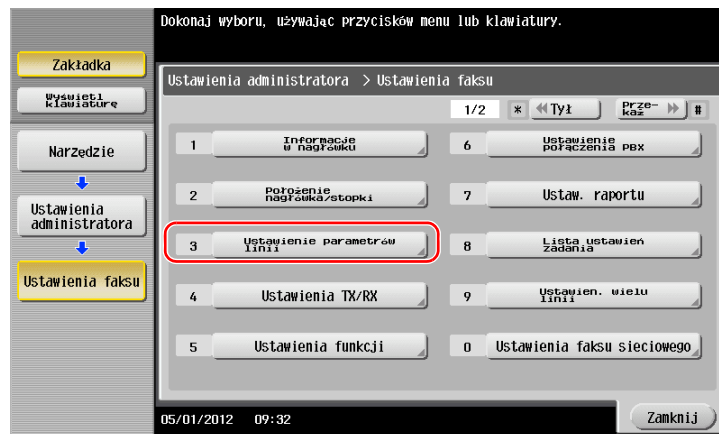 Dokonaj wyboru, używając przycisków menu lub klawiatury.
Zakładka
Wyświetl
klawiaturę
Narzędzie
Ustawienia
administratora
Ustawienia faksu
Ustawienia administratora > Ustawienia faksu
1/2 * Tył Prze-
każ #
1 Informacje
w nagłówku
2 Położenie
nagłówka/stopki
3 Ustawienie parametrów
linii
4 Ustawienia TX/RX
5 Ustawienia funkcji
6 Ustawienie
połączenia PBX
7 Ustaw. raportu
8 Lista ustawień
zadania
9 Ustawien. wielu
linii
0 Ustawienia faksu sieciowego
05/01/2012 09:32
Zamknij